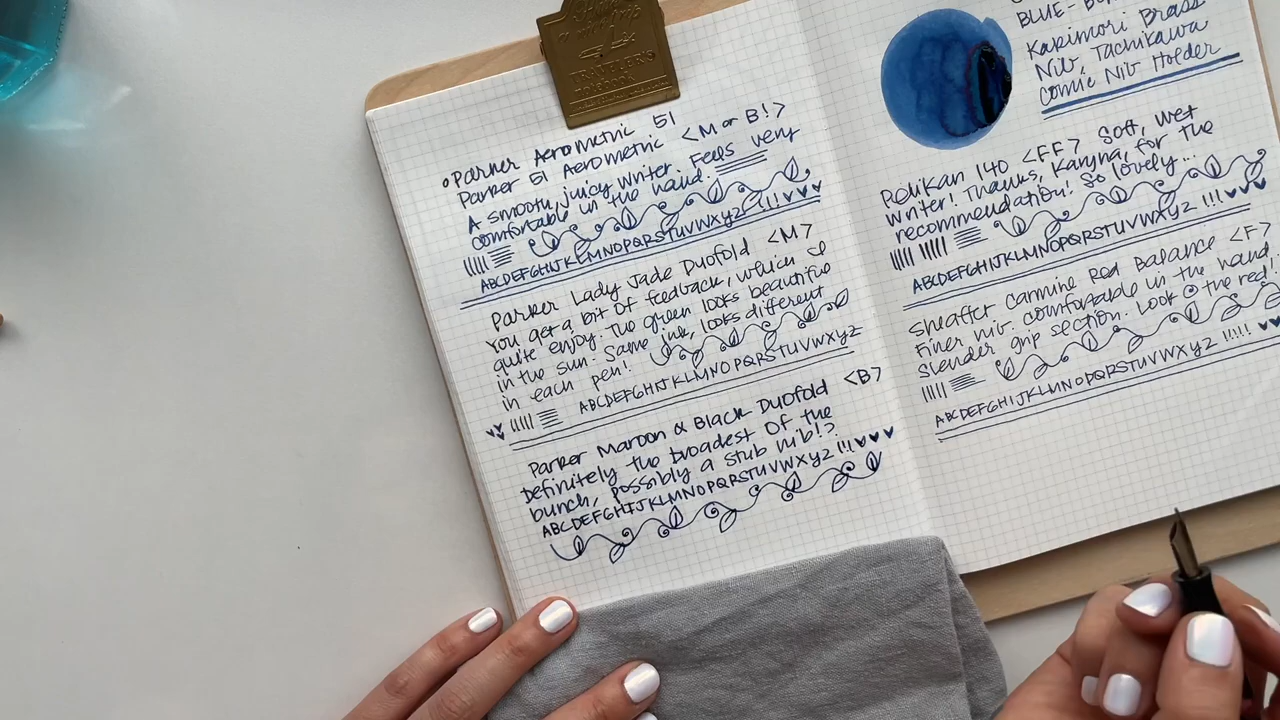 TRAVELER'S
notebook
Parker Aerometric 51
Parker 51 Aerometric <M or B!>
A smooth, juicy writer. Feels very
comfortable in the hand.
ABCDEFGHIJKLMNOPQRSTUVWXYZ !!!
Parker Lady Jade Duofold <M>
You get a bit of feedback, which I
quite enjoy. The green looks beautiful
in the sun. Same ink, looks different
in each pen!
ABCDEFGHIJKLMNOPQRSTUVWXYZ
Parker Maroon & Black Duofold <B>
Definitely the broadest of the
bunch, possibly a stub nib!?
ABCDEFGHIJKLMNOPQRSTUVWXYZ !!!
BLUE-
Kakimori Brass
Nib, Tachikawa
Comic Nib Holder
Pelikan 140 <FF> Soft, wet
writer! Thanks, for the
recommendation! So lovely...
ABCDEFGHIJKLMNOPQRSTUVWXYZ !!!
Sheaffer Carmine Red Balance <F>
Finer nib. comfortable in the hand.
Slender grip section. Look @ the red!
ABCDEFGHIJKLMNOPQRSTUVWXYZ !!!!!